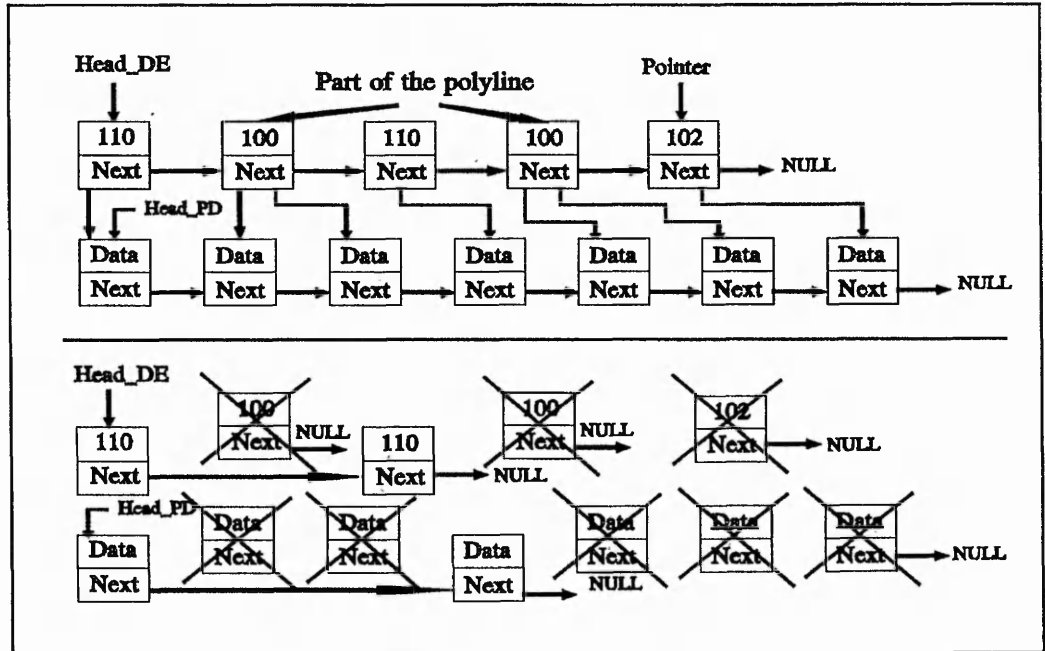 Head_DE Part of the polyline Pointer
110 100 110 100 102
Next Next Next Next Next NULL
Head_PD
Data Data Data Data Data Data Data
Next Next Next Next Next Next Next NULL
Head_DE
100 100 102
110 Next NULL 110 Next NULL Next NULL
Next Next NULL
Head_PD
Data Data Data Data Data
Data Next Next Data Next Next Next NULL
Next Next NULL